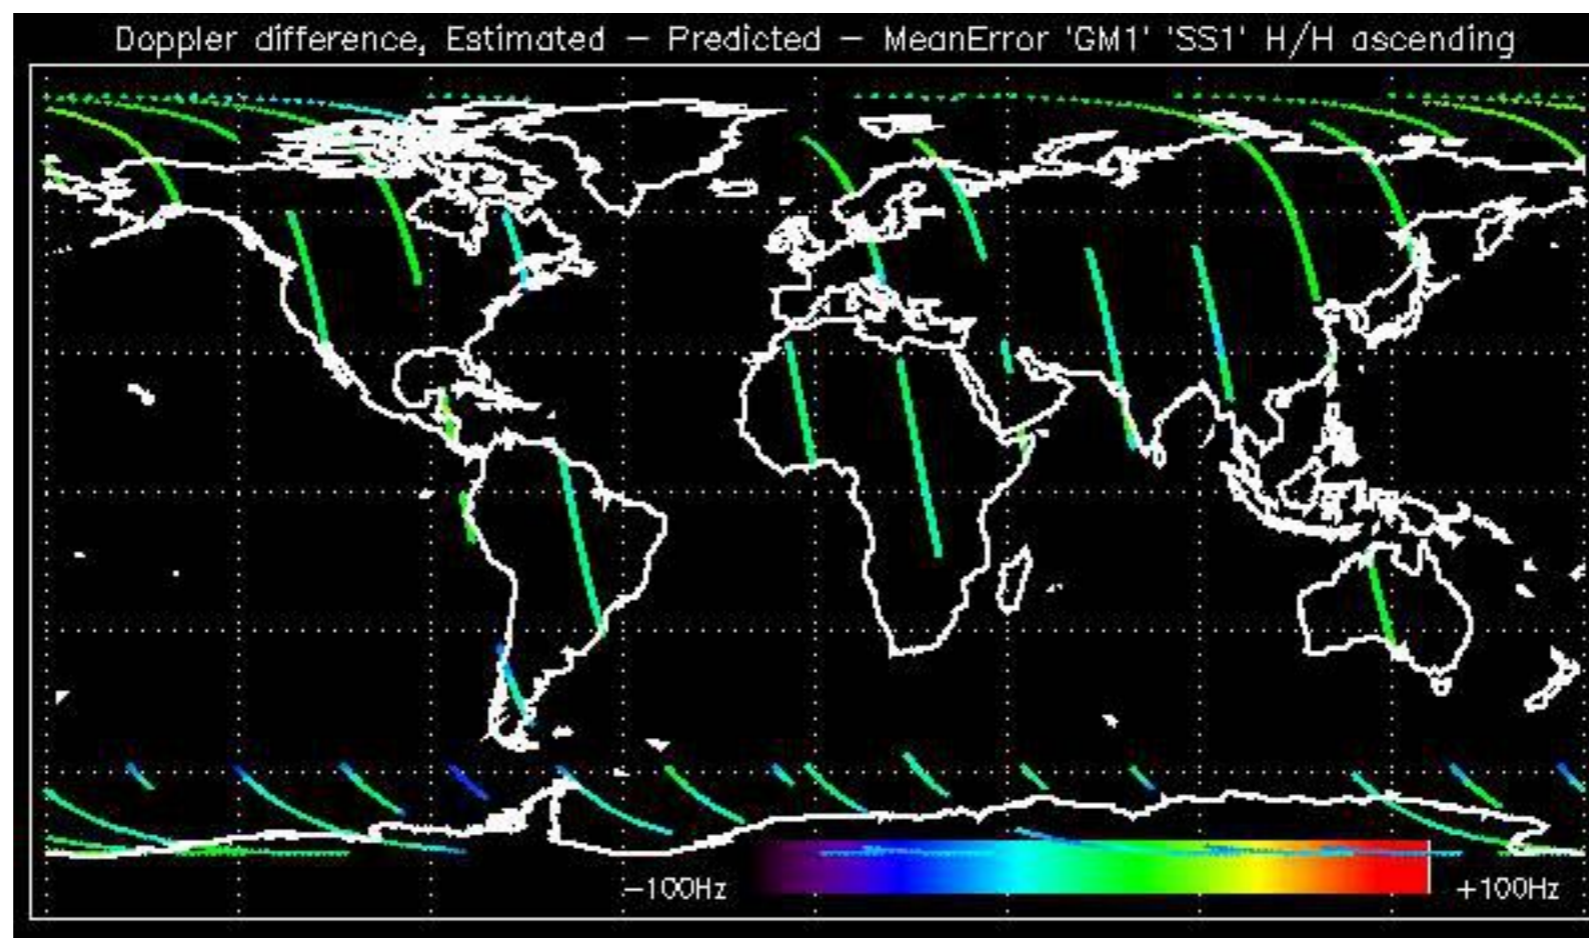 Doppler difference, Estimated — Predicted — MeanError 'GM1' 'SS1' H/H ascending
−100Hz
+100Hz